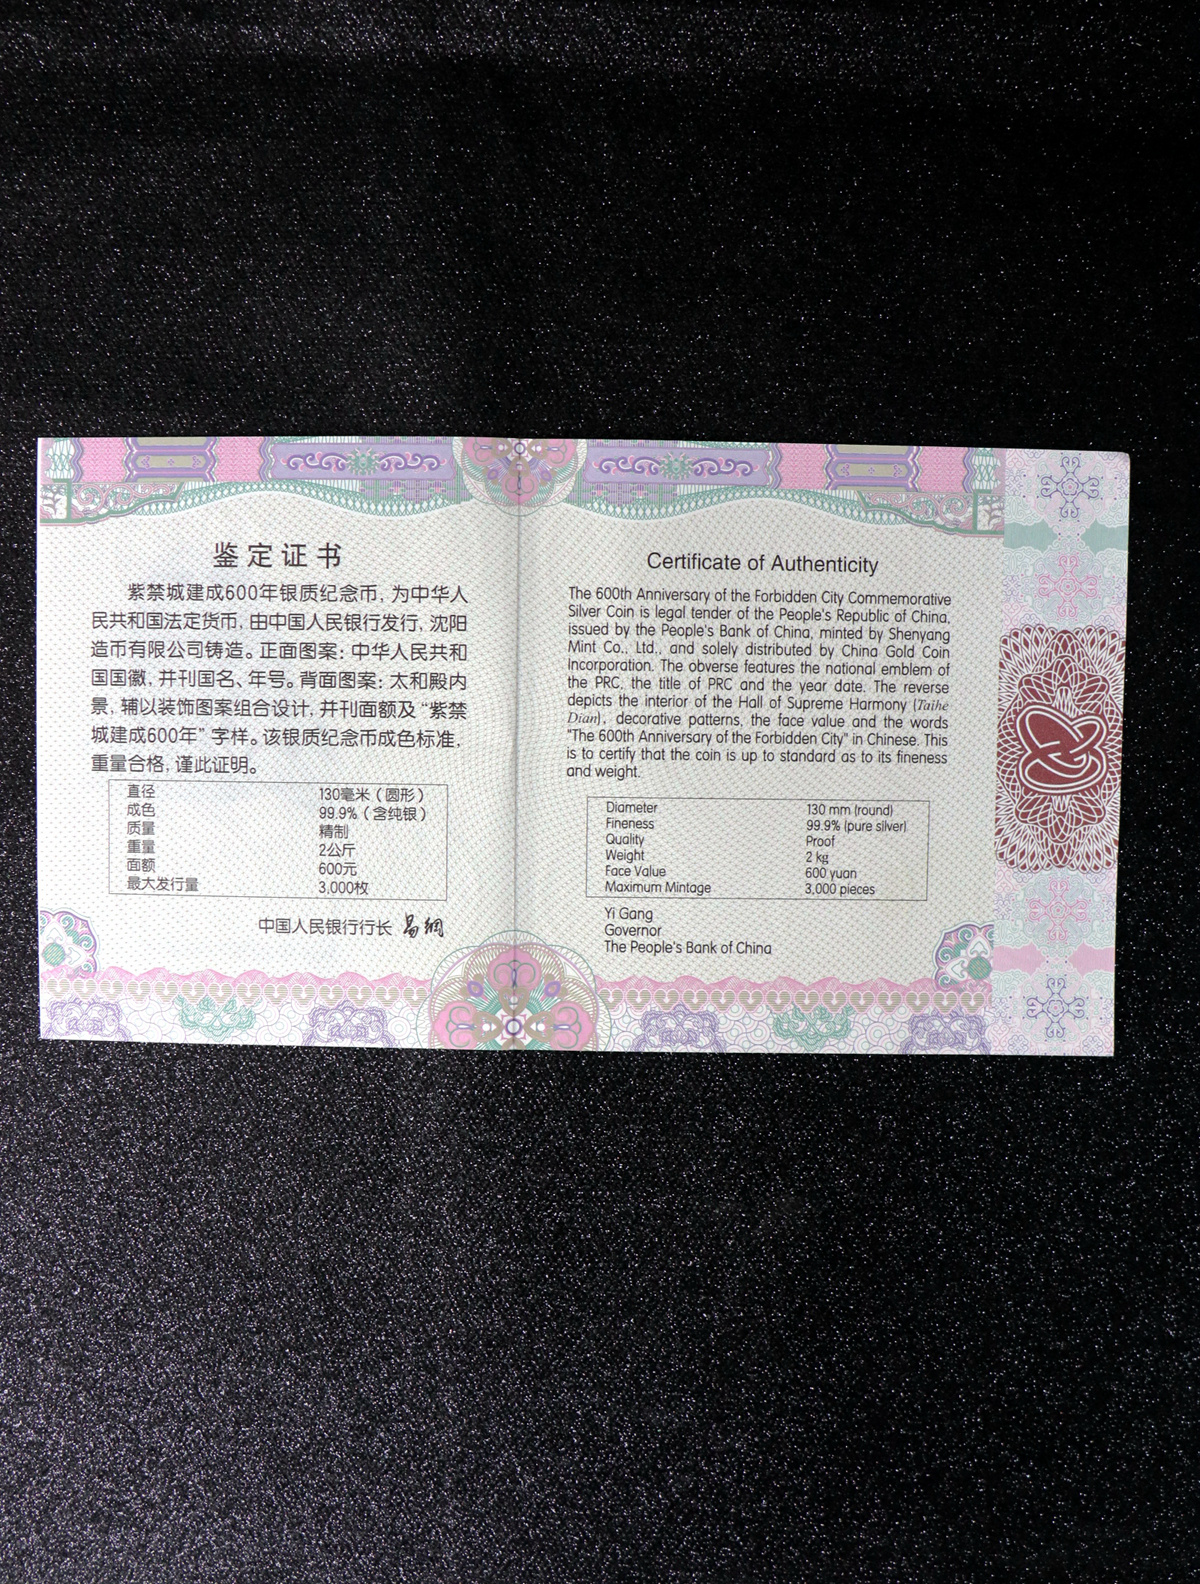 鉴定证书
紫禁城建成600年银质纪念币，为中华人
民共和国法定货币，由中国人民银行发行，沈阳
造币有限公司铸造。正面图案：中华人民共和
国国徽，并刊国名、年号。背面图案：太和殿内
景，辅以装饰图案组合设计，并刊面额及“紫禁
城建成600年”字样。该银质纪念币成色标准，
重量合格，谨此证明。
直径 130毫米（圆形）
成色 99.9%（含纯银）
质量 精制
重量 2公斤
面额 600元
最大发行量 3,000枚
中国人民银行行长 易纲
Certificate of Authenticity
The 600th Anniversary of the Forbidden City Commemorative
Silver Coin is legal tender of the People's Republic of China,
issued by the People's Bank of China, minted by Shenyang
Mint Co., Ltd., and solely distributed by China Gold Coin
Incorporation. The obverse features the national emblem of
the PRC, the title of PRC and the year date. The reverse
depicts the interior of the Hall of Supreme Harmony (Taihe
Dian), decorative patterns, the face value and the words
"The 600th Anniversary of the Forbidden City" in Chinese. This
is to certify that the coin is up to standard as to its fineness
and weight.
Diameter 130 mm (round)
Fineness 99.9% (pure silver)
Quality Proof
Weight 2 kg
Face Value 600 yuan
Maximum Mintage 3,000 pieces
Yi Gang
Governor
The People's Bank of China